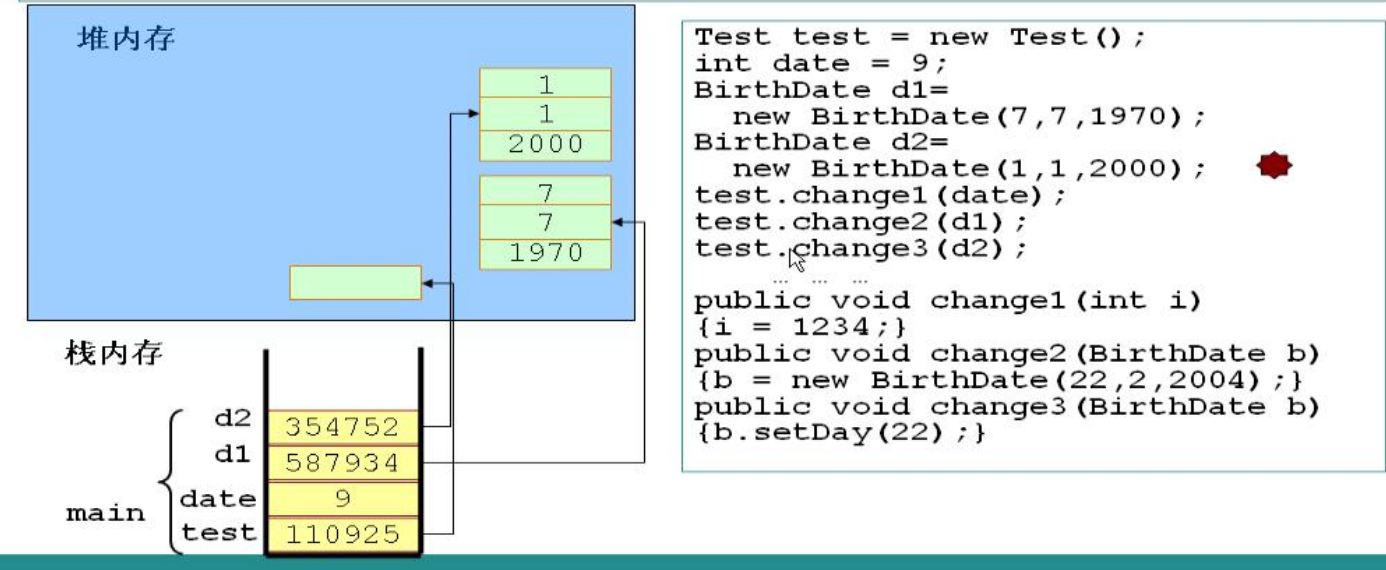 堆内存
1
1
2000
7
7
1970
栈内存
d2 354752
d1 587934
date 9
main
test 110925
Test test = new Test();
int date = 9;
BirthDate d1=
new BirthDate(7,7,1970);
BirthDate d2=
new BirthDate(1,1,2000);
test.change1(date);
test.change2(d1);
test.change3(d2);
... ... ...
public void change1(int i)
{i = 1234;}
public void change2(BirthDate b)
{b = new BirthDate(22,2,2004);}
public void change3(BirthDate b)
{b.setDay(22);}